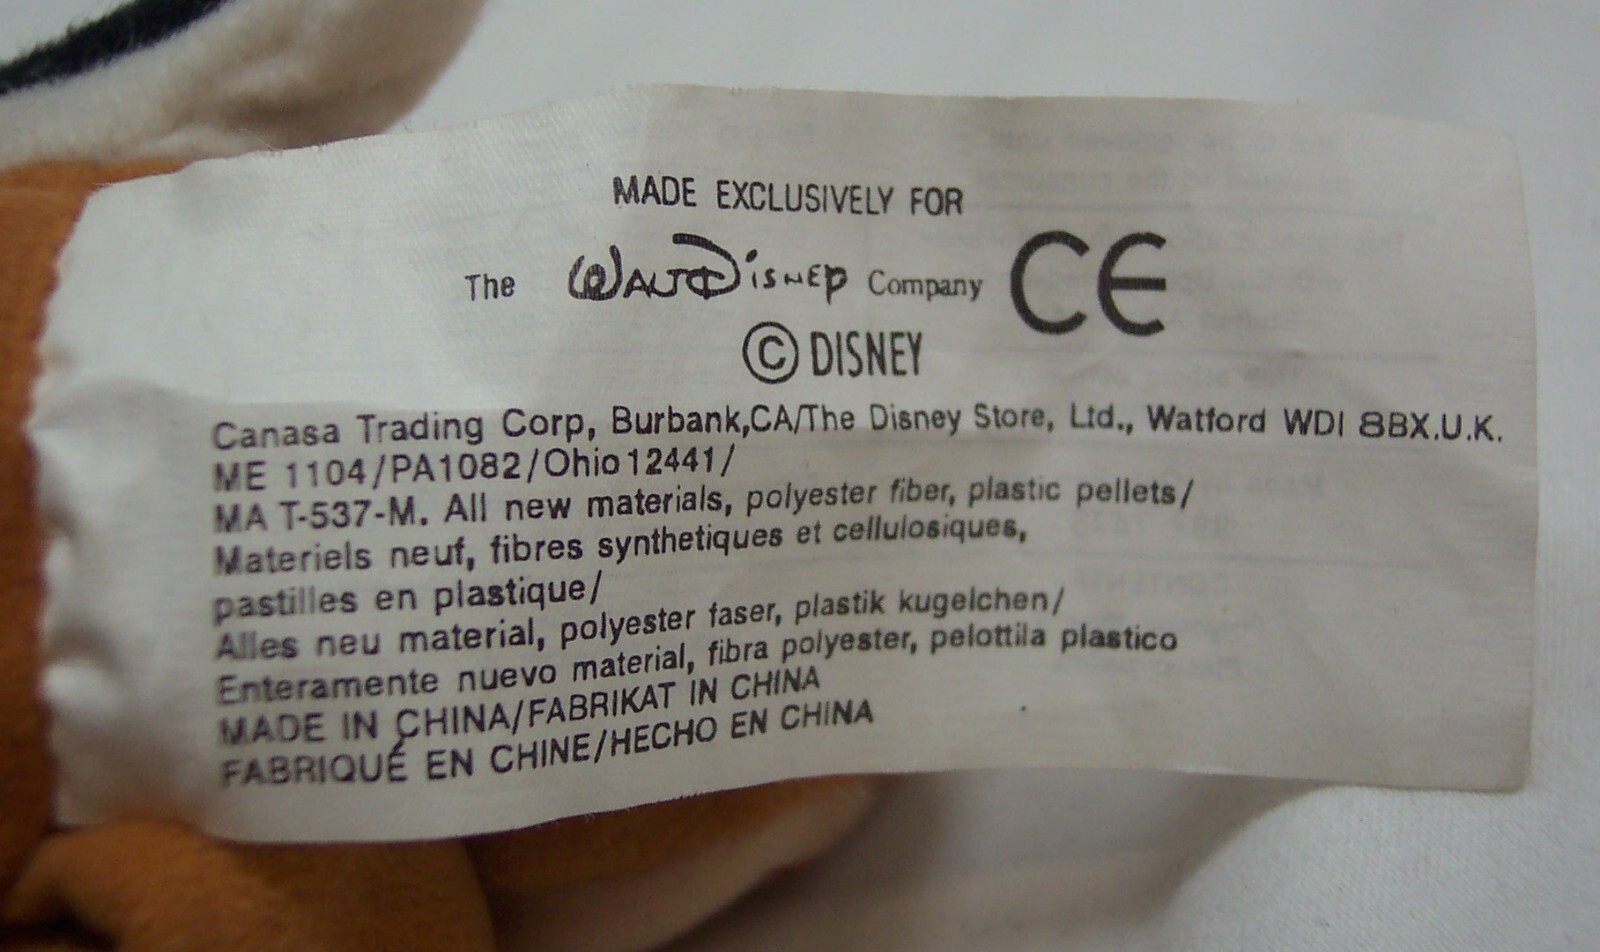 MADE EXCLUSIVELY FOR
The Walt Disney Company CE
© DISNEY
Canasa Trading Corp, Burbank,CA/The Disney Store, Ltd., Watford WDI 8BX.U.K.
ME 1104/PA1082/Ohio12441/
MA T-537-M. All new materials, polyester fiber, plastic pellets/
Materiels neuf, fibres synthetiques et cellulosiques,
pastilles en plastique/
Alles neu material, polyester faser, plastik kugelchen/
Enteramente nuevo material, fibra polyester, pelottila plastico
MADE IN CHINA/FABRIKAT IN CHINA
FABRIQUÉ EN CHINE/HECHO EN CHINA